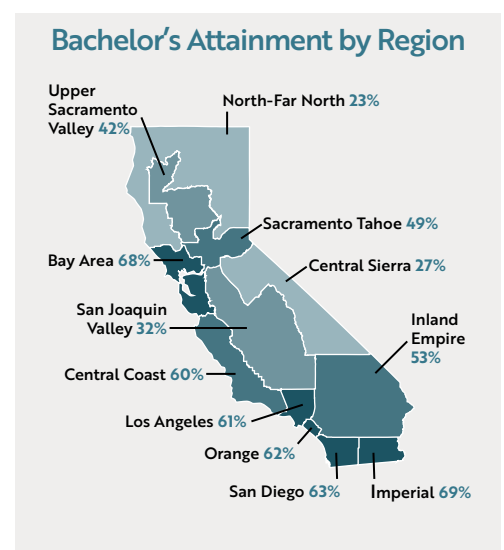 Bachelor’s Attainment by Region
Upper
Sacramento
Valley 42%
North-Far North 23%
Sacramento Tahoe 49%
Bay Area 68%
Central Sierra 27%
San Joaquin
Valley 32%
Inland
Empire
53%
Central Coast 60%
Los Angeles 61%
Orange 62%
San Diego 63%
Imperial 69%